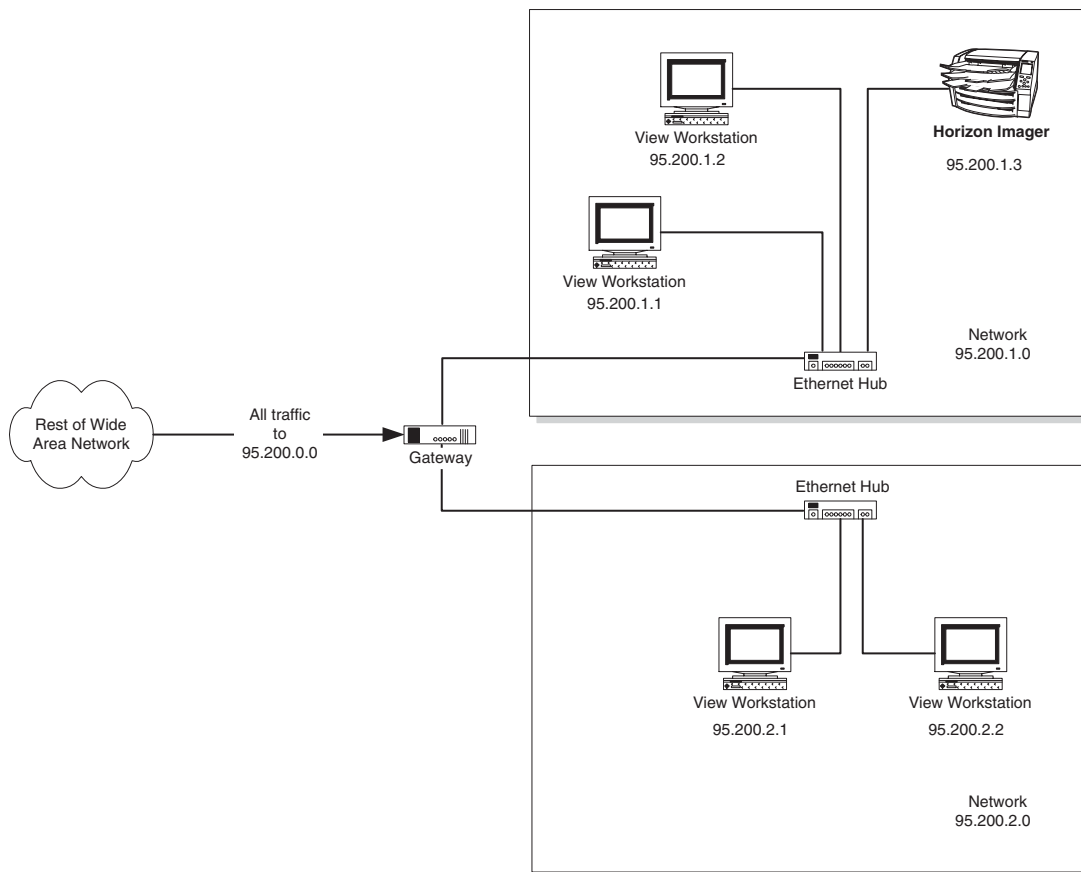 View Workstation
95.200.1.2
Horizon Imager
95.200.1.3
View Workstation
95.200.1.1
Network
95.200.1.0
Ethernet Hub
Rest of Wide
Area Network
All traffic
to
95.200.0.0
Gateway
Ethernet Hub
View Workstation
95.200.2.1
View Workstation
95.200.2.2
Network
95.200.2.0